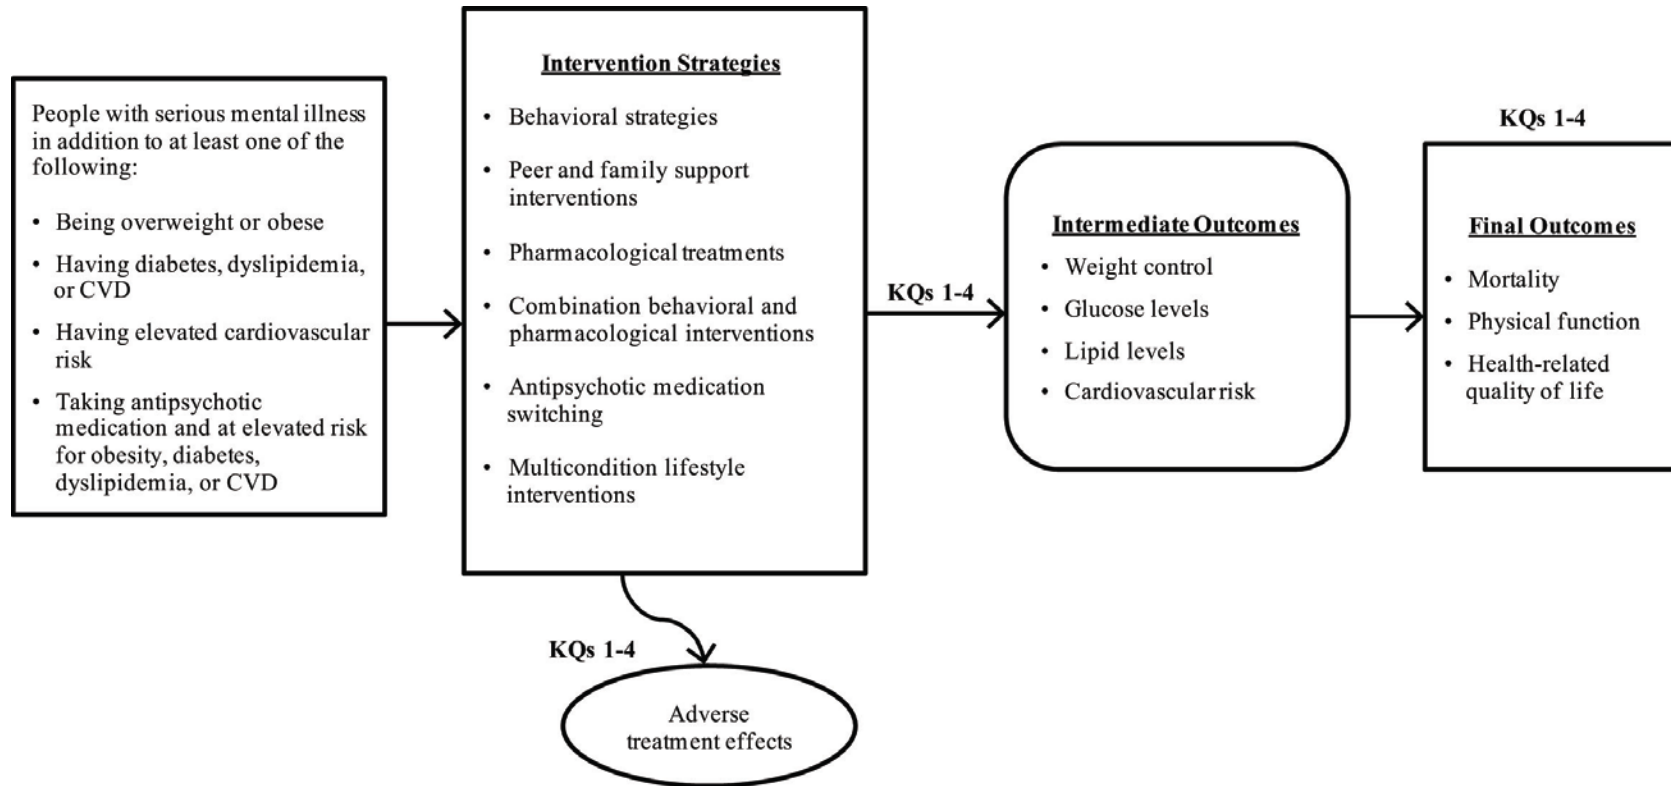 People with serious mental illness
in addition to at least one of the
following:
• Being overweight or obese
• Having diabetes, dyslipidemia,
or CVD
• Having elevated cardiovascular
risk
• Taking antipsychotic
medication and at elevated risk
for obesity, diabetes,
dyslipidemia, or CVD
Intervention Strategies
• Behavioral strategies
• Peer and family support
interventions
• Pharmacological treatments
• Combination behavioral and
pharmacological interventions
• Antipsychotic medication
switching
• Multicondition lifestyle
interventions
KQs 1-4
Adverse
treatment effects
KQs 1-4
Intermediate Outcomes
• Weight control
• Glucose levels
• Lipid levels
• Cardiovascular risk
KQs 1-4
Final Outcomes
• Mortality
• Physical function
• Health-related
quality of life